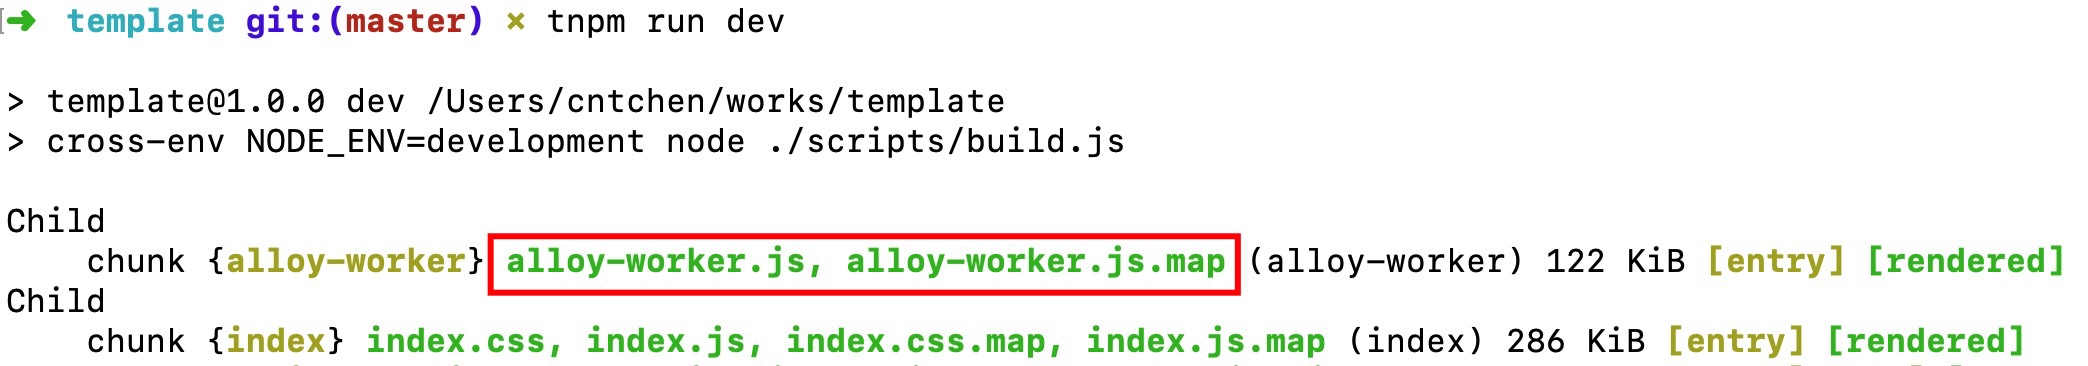 ➜ template git:(master) × tnpm run dev
> template@1.0.0 dev /Users/cntchen/works/template
> cross-env NODE_ENV=development node ./scripts/build.js
Child
chunk {alloy-worker} alloy-worker.js, alloy-worker.js.map (alloy-worker) 122 KiB [entry] [rendered]
Child
chunk {index} index.css, index.js, index.css.map, index.js.map (index) 286 KiB [entry] [rendered]